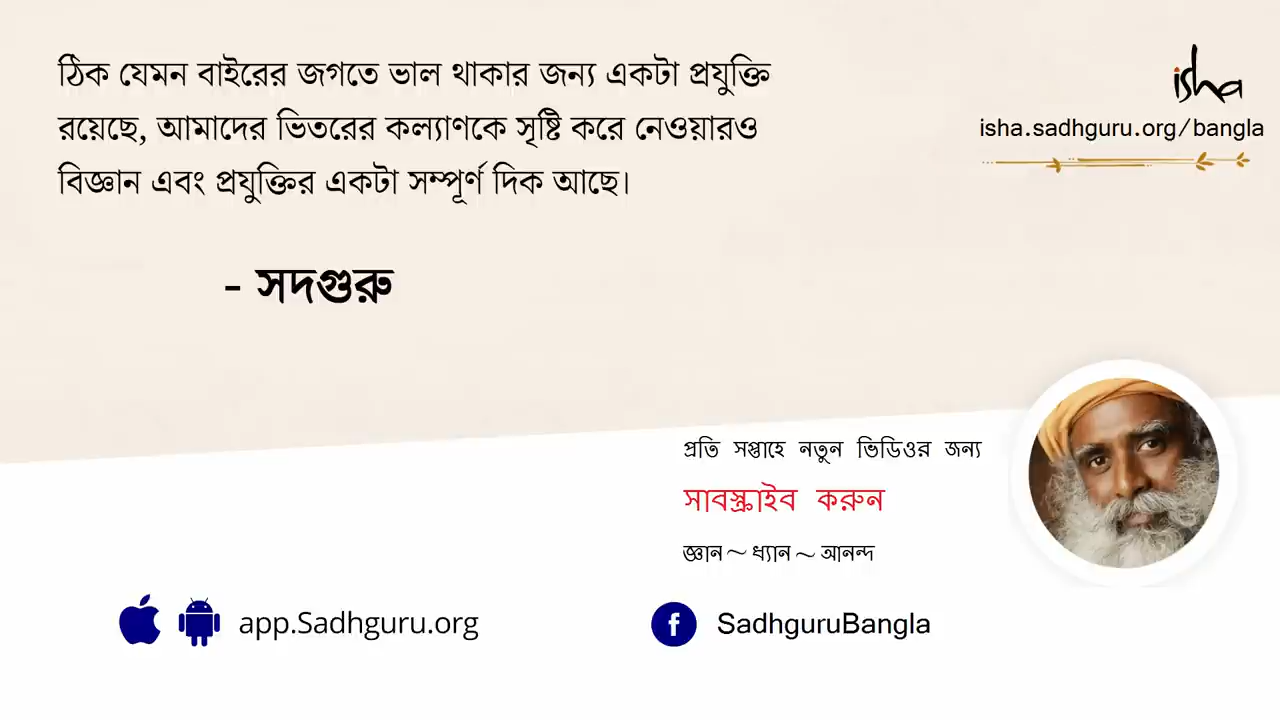 ঠিক যেমন বাইরের জগতে ভাল থাকার জন্য একটা প্রযুক্তি
রয়েছে, আমাদের ভিতরের কল্যাণকে সৃষ্টি করে নেওয়ারও
বিজ্ঞান এবং প্রযুক্তির একটা সম্পূর্ণ দিক আছে।
- সদগুরু
isha
isha.sadhguru.org/bangla
প্রতি সপ্তাহে নতুন ভিডিওর জন্য
সাবস্ক্রাইব করুন
জ্ঞান ~ ধ্যান ~ আনন্দ
app.Sadhguru.org
f SadhguruBangla